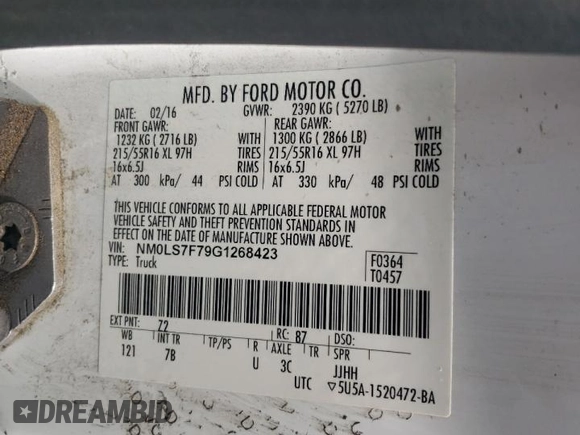 MFD. BY FORD MOTOR CO.
DATE: 02/16 GVWR: 2390 KG ( 5270 LB)
FRONT GAWR: REAR GAWR:
1232 KG ( 2716 LB) WITH 1300 KG ( 2866 LB) WITH
215/55R16 XL 97H TIRES 215/55R16 XL 97H TIRES
16x6.5J RIMS 16x6.5J RIMS
AT 300 kPa/ 44 PSI COLD AT 330 kPa/ 48 PSI COLD
THIS VEHICLE CONFORMS TO ALL APPLICABLE FEDERAL MOTOR
VEHICLE SAFETY AND THEFT PREVENTION STANDARDS IN
EFFECT ON THE DATE OF MANUFACTURE SHOWN ABOVE.
VIN: NM0LS7F79G1268423 F0364
TYPE: Truck T0457
EXT PNT: Z2 RC: 87 DSO:
WB INT TR TP/PS R AXLE TR SPR
121 7B U 3C JJHH
UTC ▽5U5A-1520472-BA
DREAMBID